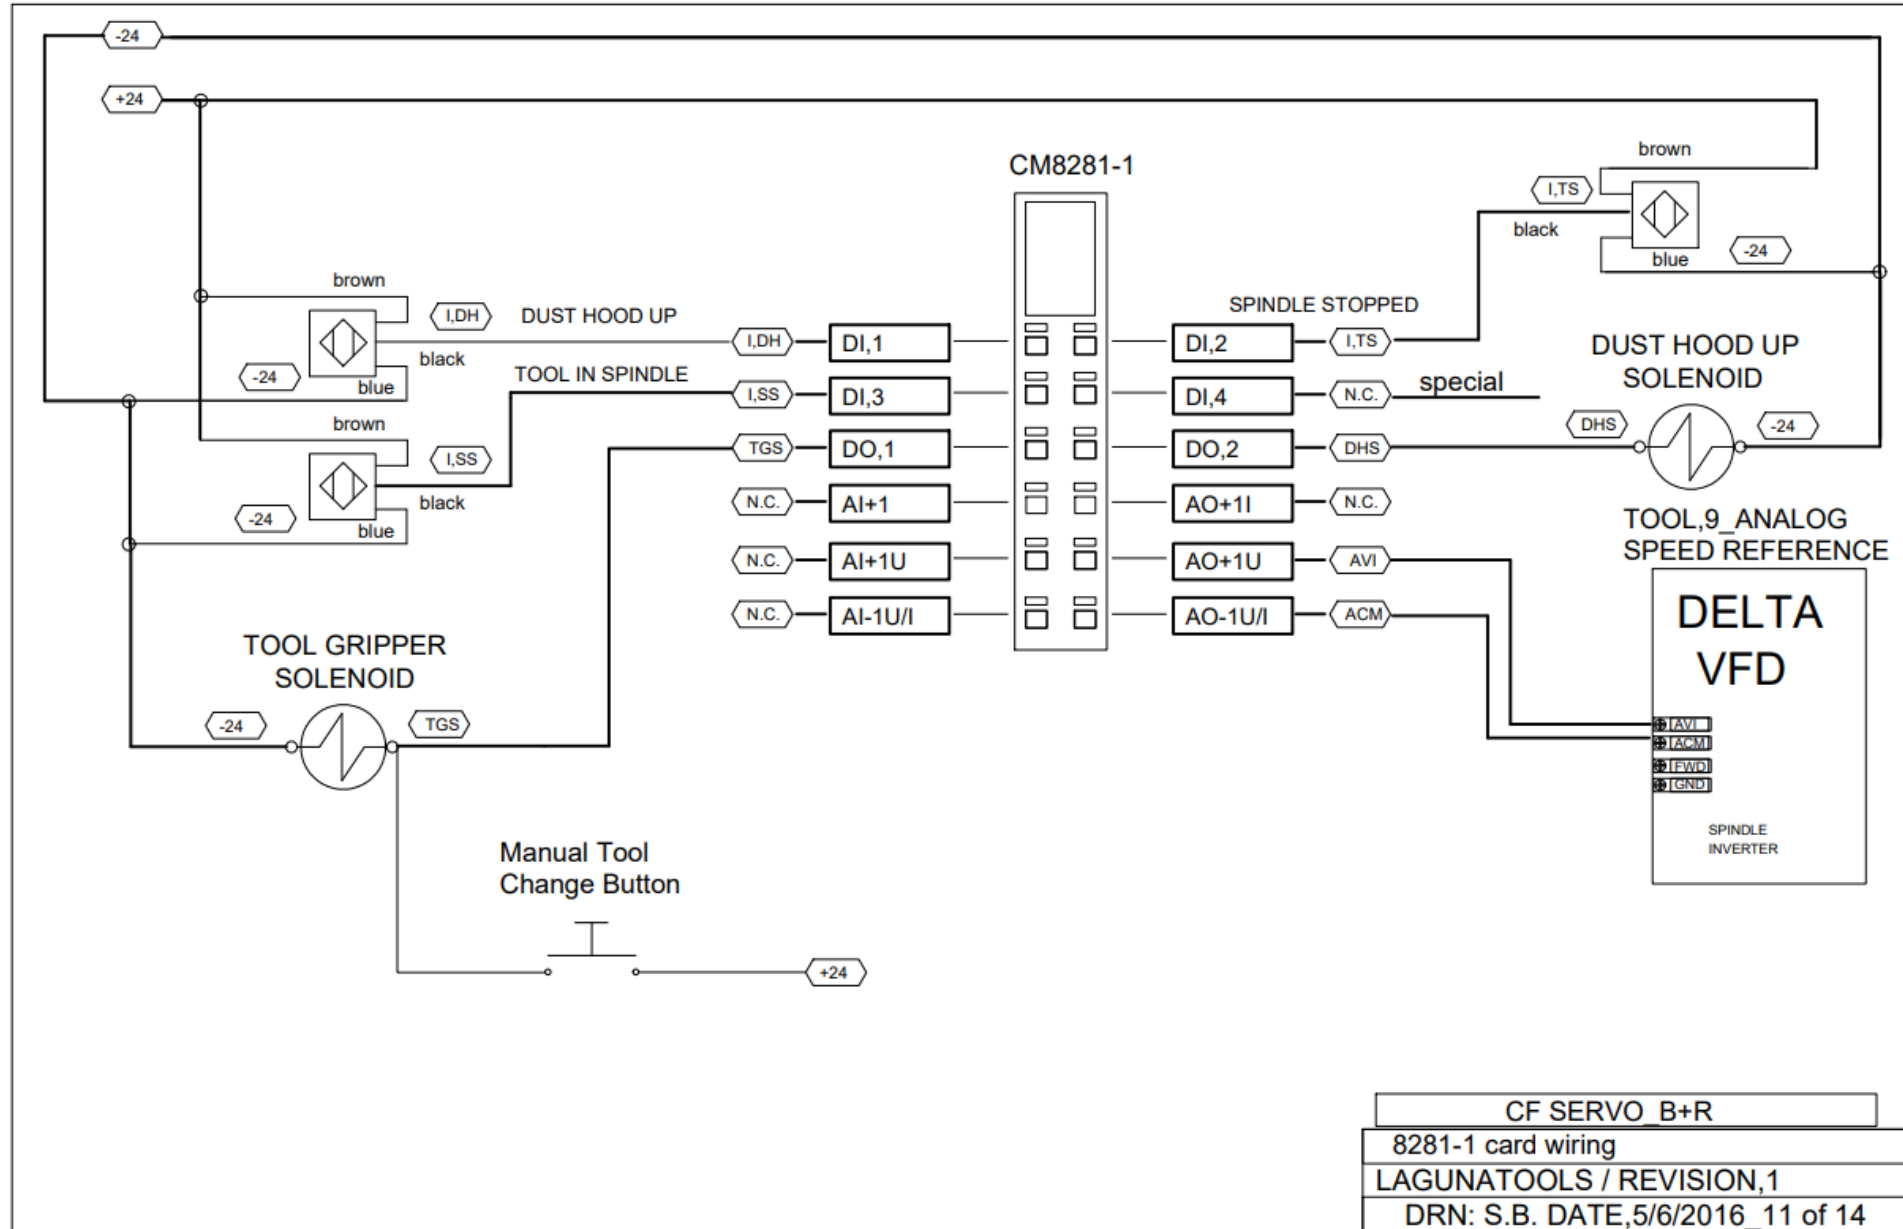 -24
+24
CM8281-1
brown
I,TS
black
blue
-24
brown
I,DH
DUST HOOD UP
black
-24
blue
I,DH
DI,1
SPINDLE STOPPED
DI,2
I,TS
DUST HOOD UP
SOLENOID
TOOL IN SPINDLE
I,SS
DI,3
DI,4
N.C.
special
brown
I,SS
black
-24
blue
TGS
DO,1
DO,2
DHS
DHS
-24
N.C.
AI+1
AO+1I
N.C.
TOOL,9_ANALOG
SPEED REFERENCE
N.C.
AI+1U
AO+1U
AVI
N.C.
AI-1U/I
AO-1U/I
ACM
DELTA
VFD
TOOL GRIPPER
SOLENOID
-24
TGS
AVI
ACM
FWD
GND
SPINDLE
INVERTER
Manual Tool
Change Button
+24
CF SERVO_B+R
8281-1 card wiring
LAGUNATOOLS / REVISION,1
DRN: S.B. DATE,5/6/2016_11 of 14